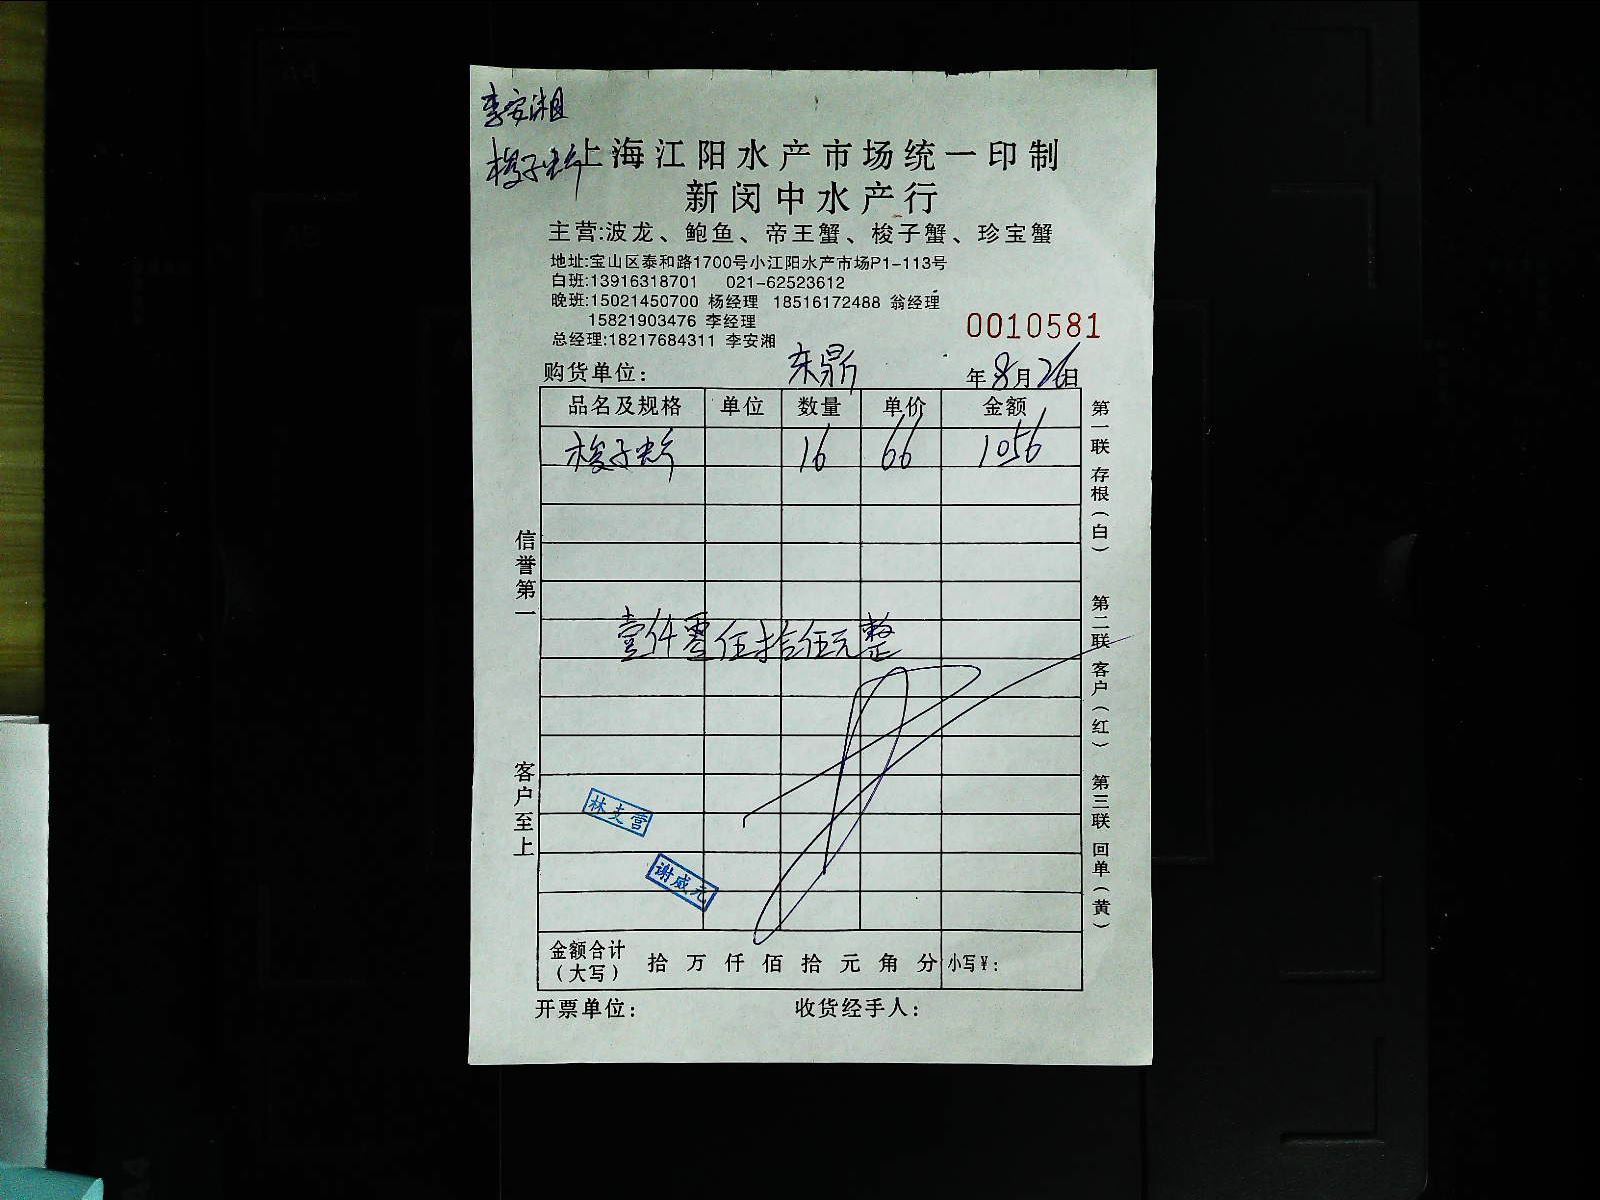 李安湘
梭子蟹
上海江阳水产市场统一印制
新闵中水产行
主营:波龙、鲍鱼、帝王蟹、梭子蟹、珍宝蟹
地址:宝山区泰和路1700号小江阳水产市场P1-113号
白班:13916318701 021-62523612
晚班:15021450700 杨经理 18516172488 翁经理
15821903476 李经理
0010581
总经理:18217684311 李安湘
购货单位: 东鼎 年8月26日
品名及规格 单位 数量 单价 金额
梭子蟹 16 66 1056
壹仟零伍拾伍元整
林支营
谢威元
金额合计
(大写) 拾 万 仟 佰 拾 元 角 分 小写¥:
开票单位: 收货经手人:
信誉第一
客户至上
第一联 存根(白)
第二联 客户(红)
第三联 回单(黄)